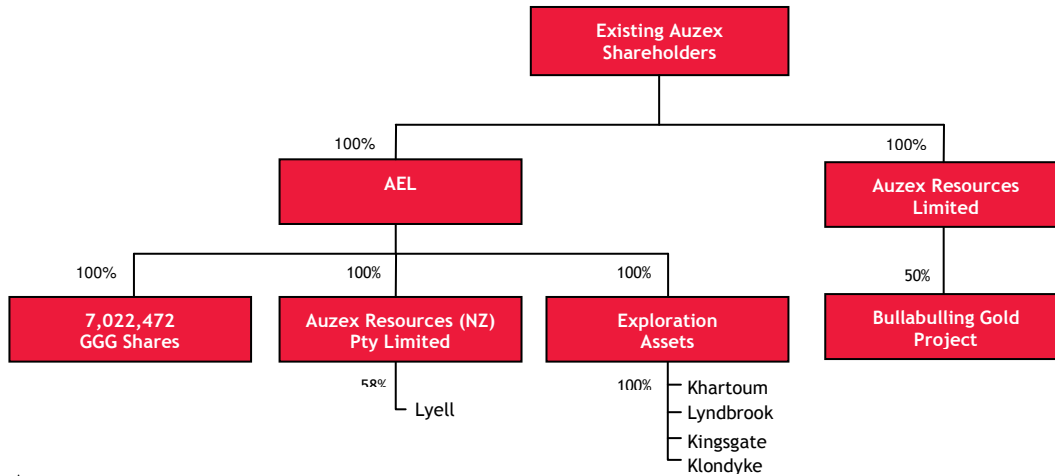 Existing Auzex
Shareholders
100%
100%
AEL
Auzex Resources
Limited
100%
100%
100%
50%
7,022,472
GGG Shares
Auzex Resources (NZ)
Pty Limited
Exploration
Assets
Bullabulling Gold
Project
58%
100%
Lyell
Khartoum
Lyndbrook
Kingsgate
Klondyke